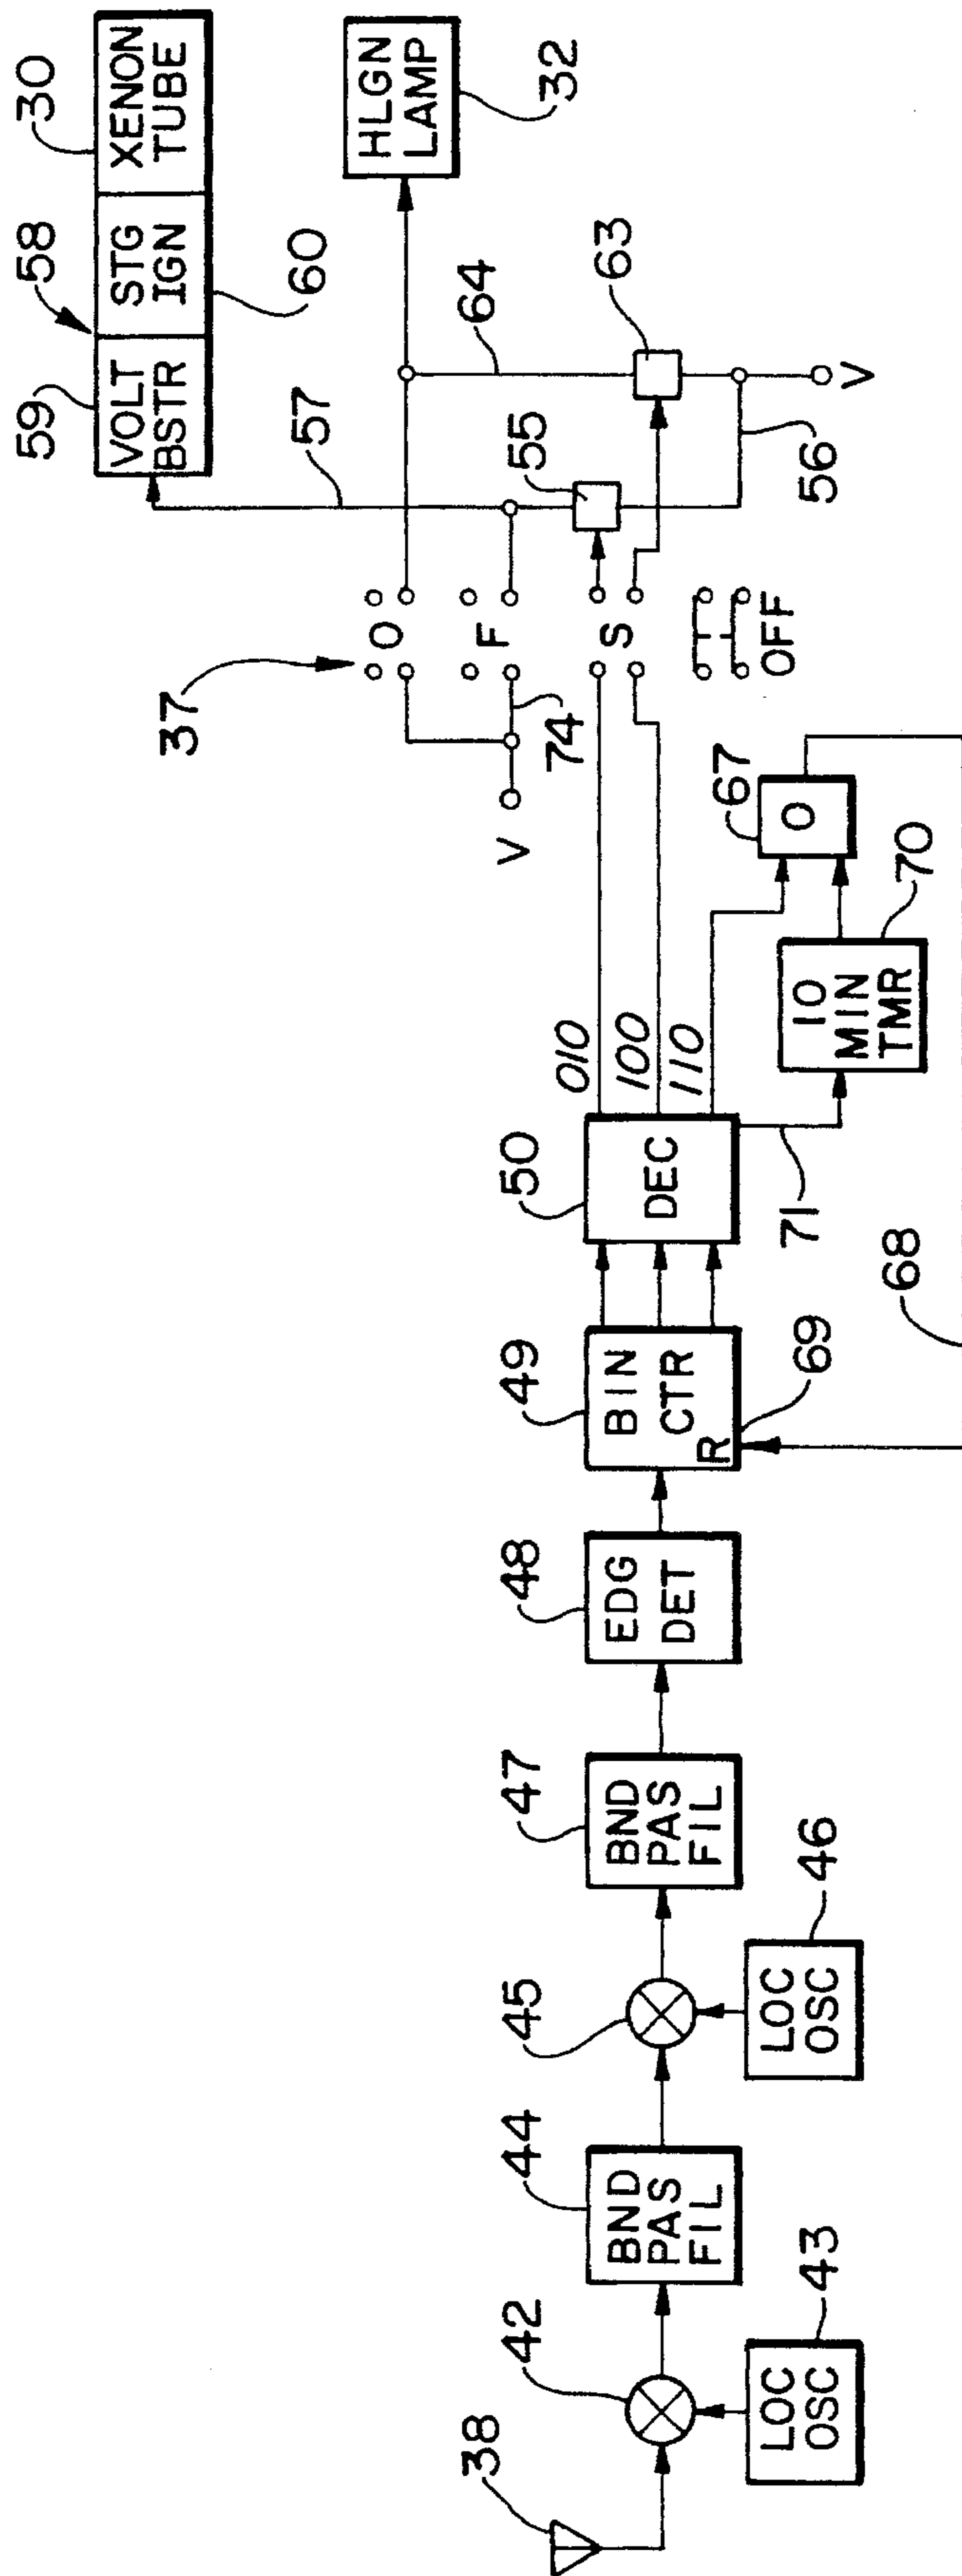 30
XENON
TUBE
58
STG
IGN
60
59
VOLT
BSTR
HLGN
LAMP
32
57
64
63
55
56
V
37
O
F
S
OFF
74
V
67
O
70
10
MIN
TMR
71
68
010
100
110
50
DEC
49
BIN
CTR
R
69
48
EDG
DET
47
BND
PAS
FIL
45
46
LOC
OSC
44
BND
PAS
FIL
42
43
LOC
OSC
38